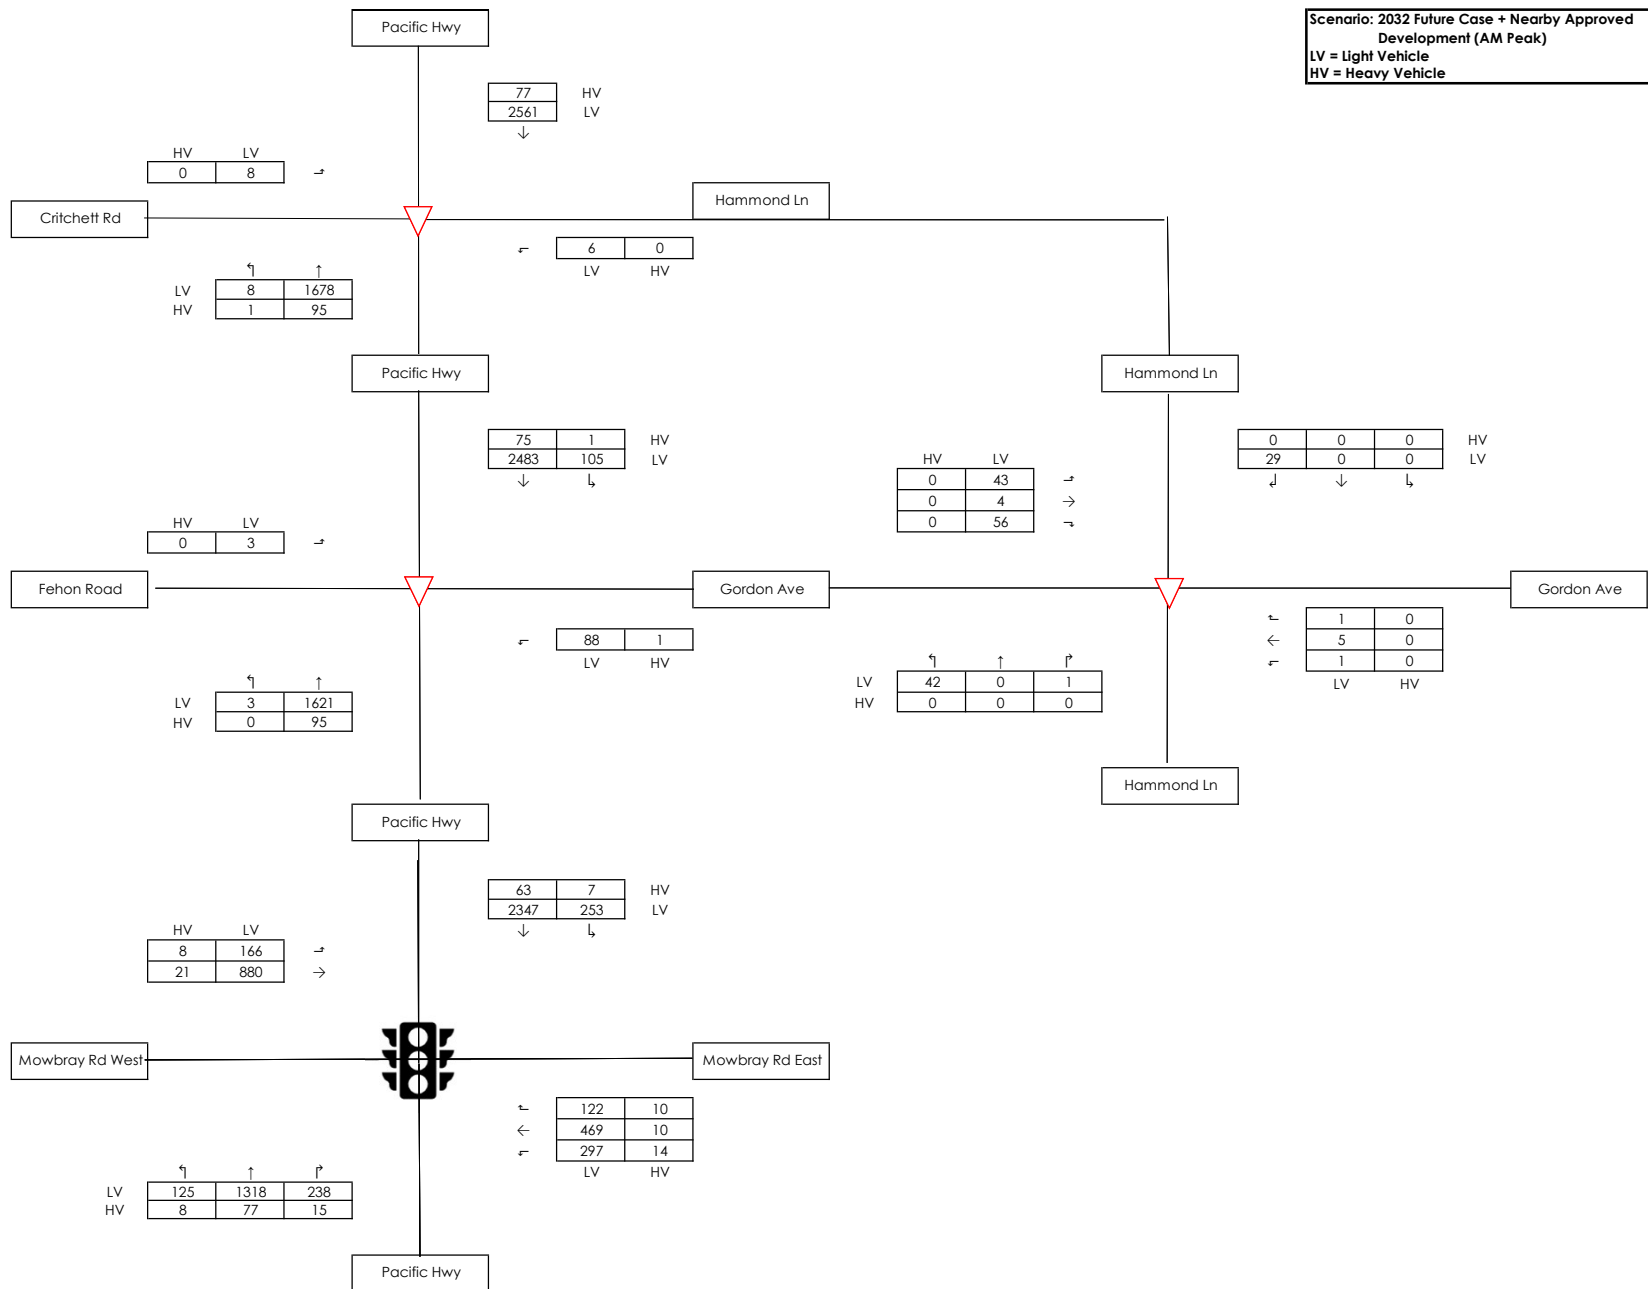 Pacific Hwy
Scenario: 2032 Future Case + Nearby Approved
Development (AM Peak)
LV = Light Vehicle
HV = Heavy Vehicle
77 HV
2561 LV
↓
HV LV
0 8 ⬏
Critchett Rd
Hammond Ln
6 0
LV HV
↰ ↑
LV 8 1678
HV 1 95
Pacific Hwy
Hammond Ln
75 1 HV
2483 105 LV
↓ ↳
0 0 0 HV
29 0 0 LV
↲ ↓ ↳
HV LV
0 43
0 4 →
0 56
HV LV
0 3
Fehon Road
Gordon Ave
Gordon Ave
88 1
LV HV
1 0
← 5 0
1 0
LV HV
↰ ↑
LV 3 1621
HV 0 95
↰ ↑ ↱
LV 42 0 1
HV 0 0 0
Hammond Ln
Pacific Hwy
63 7 HV
2347 253 LV
↓ ↳
HV LV
8 166
21 880 →
Mowbray Rd West
Mowbray Rd East
122 10
← 469 10
297 14
LV HV
↰ ↑ ↱
LV 125 1318 238
HV 8 77 15
Pacific Hwy